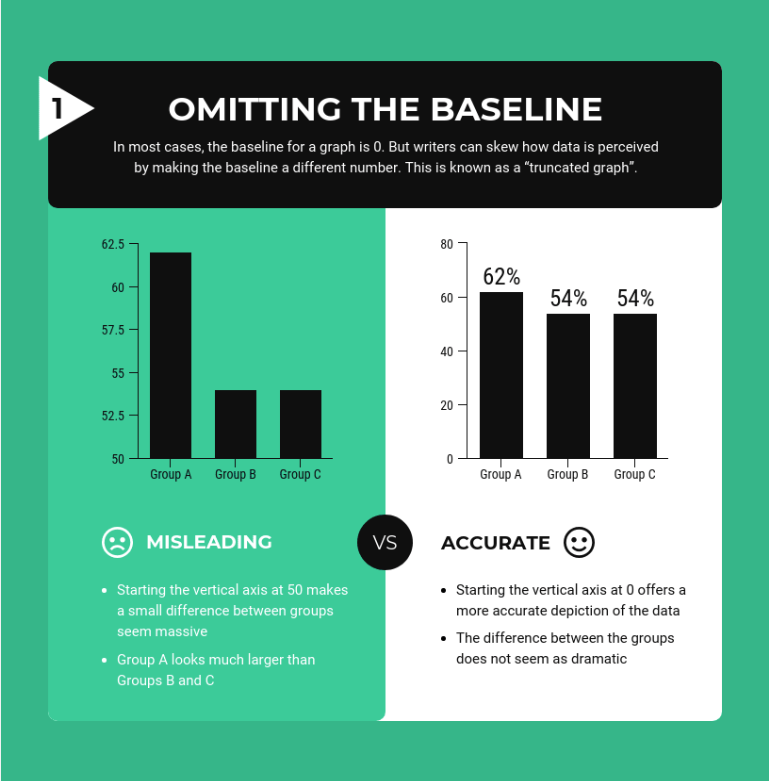 1
OMITTING THE BASELINE
In most cases, the baseline for a graph is 0. But writers can skew how data is perceived
by making the baseline a different number. This is known as a “truncated graph”.
62.5
60
57.5
55
52.5
50
Group A Group B Group C
80
60
40
20
0
62%
54%
54%
Group A Group B Group C
MISLEADING
VS
ACCURATE
• Starting the vertical axis at 50 makes
a small difference between groups
seem massive
• Group A looks much larger than
Groups B and C
• Starting the vertical axis at 0 offers a
more accurate depiction of the data
• The difference between the groups
does not seem as dramatic